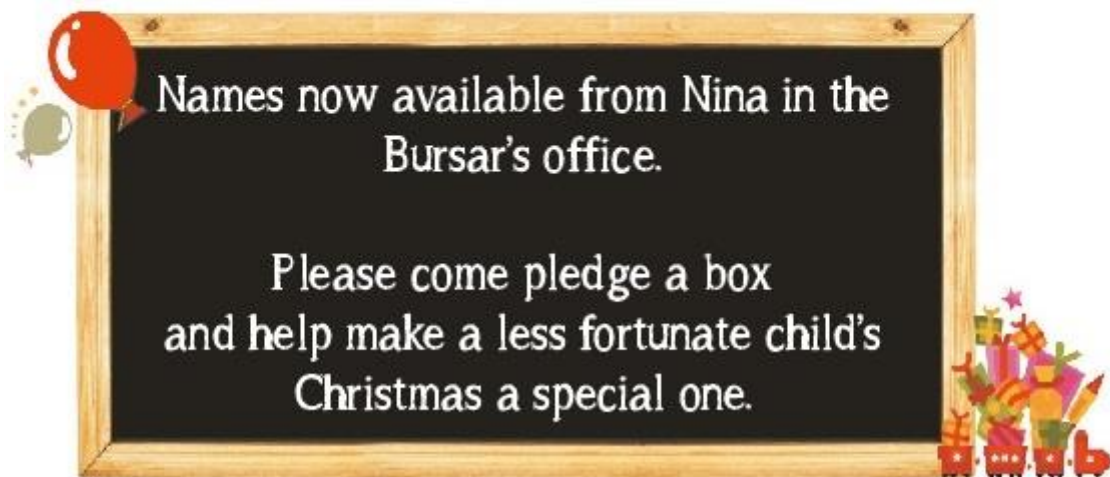 Names now available from Nina in the
Bursar's office.
Please come pledge a box
and help make a less fortunate child's
Christmas a special one.